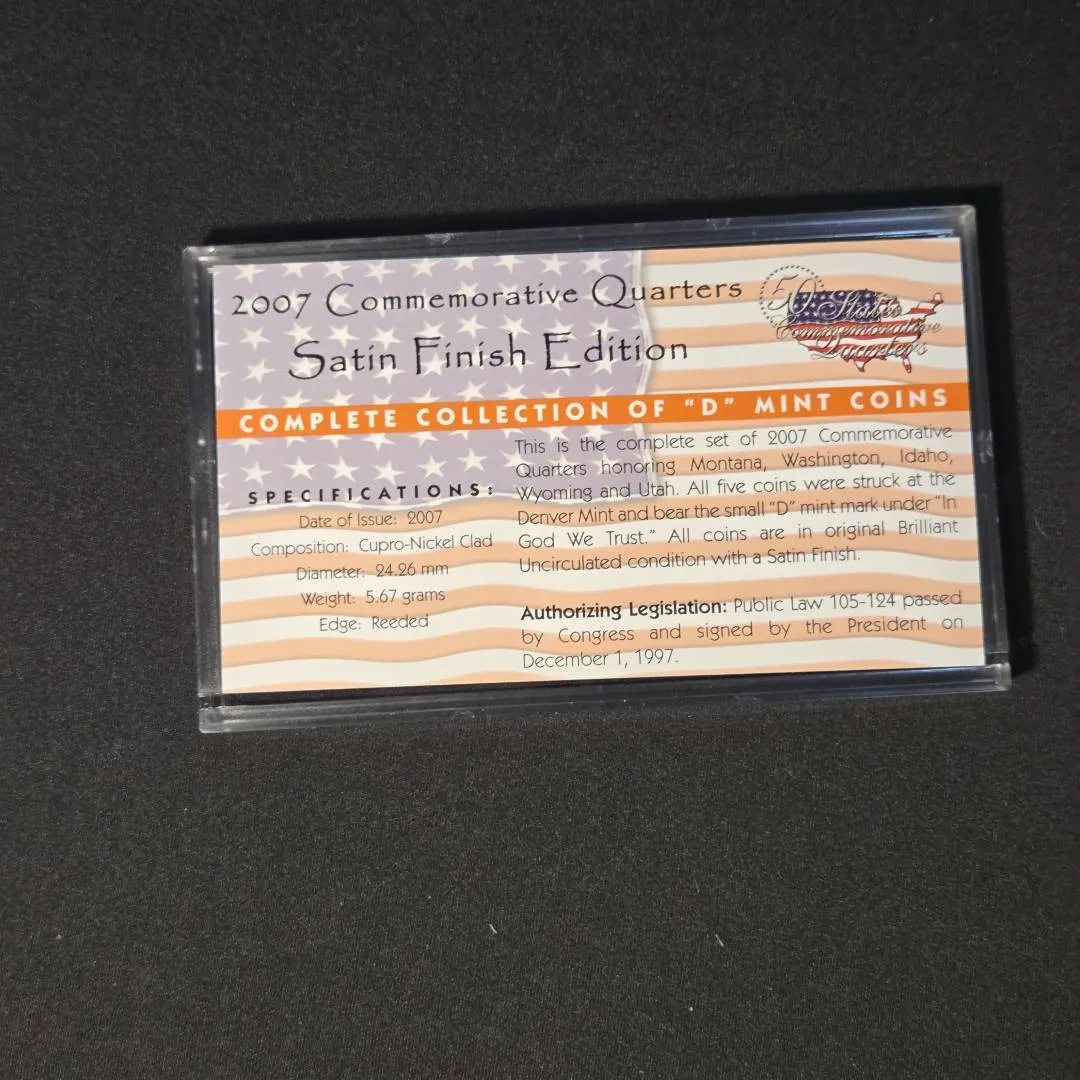 2007 Commemorative Quarters
Satin Finish Edition
50 State
Commemorative
Quarters
COMPLETE COLLECTION OF "D" MINT COINS
SPECIFICATIONS:
Date of Issue: 2007
Composition: Cupro-Nickel Clad
Diameter: 24.26 mm
Weight: 5.67 grams
Edge: Reeded
This is the complete set of 2007 Commemorative
Quarters honoring Montana, Washington, Idaho,
Wyoming and Utah. All five coins were struck at the
Denver Mint and bear the small "D" mint mark under "In
God We Trust." All coins are in original Brilliant
Uncirculated condition with a Satin Finish.
Authorizing Legislation: Public Law 105-124 passed
by Congress and signed by the President on
December 1, 1997.